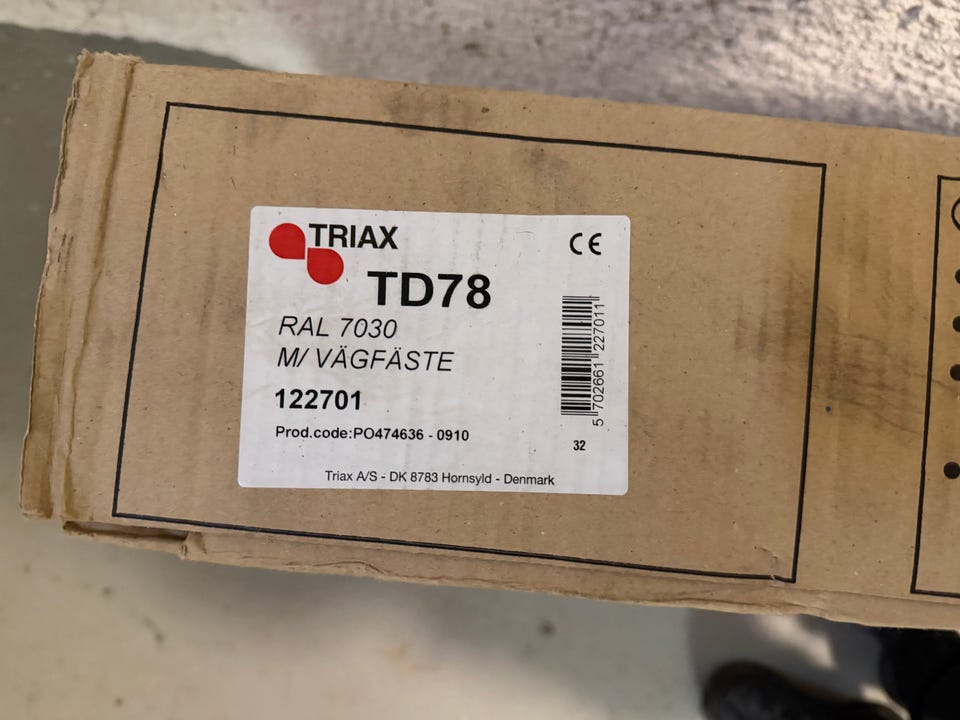 TRIAX
CE
TD78
RAL 7030
M/ VÄGFÄSTE
122701
Prod.code:PO474636 - 0910
5 702661 227011
32
Triax A/S - DK 8783 Hornsyld - Denmark